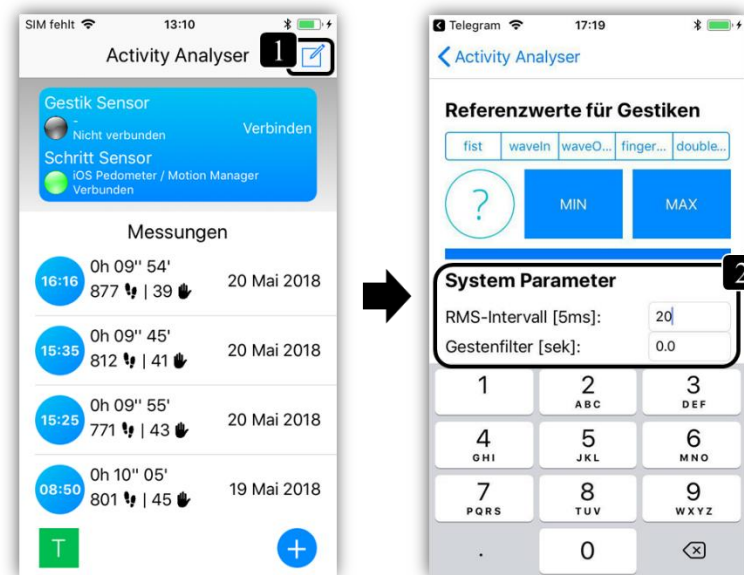 SIM fehlt 13:10
Activity Analyser 1
Gestik Sensor
-
Nicht verbunden Verbinden
Schritt Sensor
iOS Pedometer / Motion Manager
Verbunden
Messungen
16:16 0h 09'' 54' 20 Mai 2018
877 | 39
15:35 0h 09'' 45' 20 Mai 2018
812 | 41
15:25 0h 09'' 55' 20 Mai 2018
771 | 43
08:50 0h 10'' 05' 19 Mai 2018
801 | 45
T +
Telegram 17:19
Activity Analyser
Referenzwerte für Gestiken
fist waveIn waveO... finger... double...
? MIN MAX
2
System Parameter
RMS-Intervall [5ms]: 20
Gestenfilter [sek]: 0.0
1 2 3
ABC DEF
4 5 6
GHI JKL MNO
7 8 9
PQRS TUV WXYZ
. 0